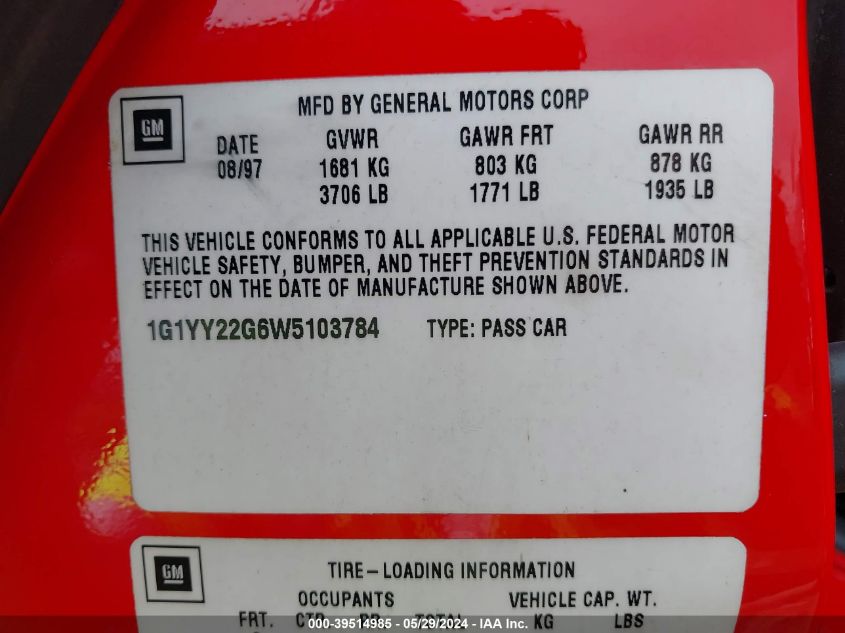 GM
MFD BY GENERAL MOTORS CORP
DATE GVWR GAWR FRT GAWR RR
08/97 1681 KG 803 KG 878 KG
3706 LB 1771 LB 1935 LB
THIS VEHICLE CONFORMS TO ALL APPLICABLE U.S. FEDERAL MOTOR
VEHICLE SAFETY, BUMPER, AND THEFT PREVENTION STANDARDS IN
EFFECT ON THE DATE OF MANUFACTURE SHOWN ABOVE.
1G1YY22G6W5103784 TYPE: PASS CAR
GM
TIRE-LOADING INFORMATION
OCCUPANTS VEHICLE CAP. WT.
FRT. CTR. RR. TOTAL KG LBS
000-39514985 - 05/29/2024 - IAA Inc.